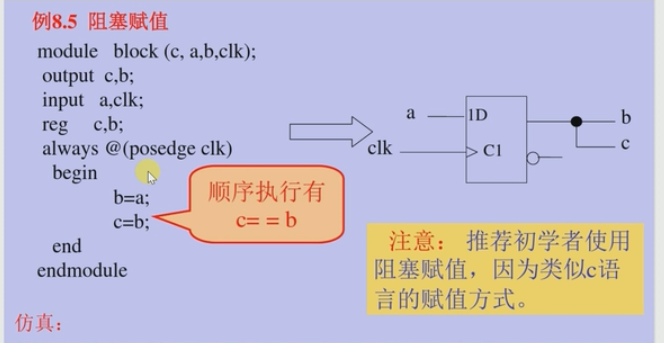 例8.5 阻塞赋值
module block (c, a,b,clk);
output c,b;
input a,clk;
reg c,b;
always @(posedge clk)
begin
b=a;
c=b;
end
endmodule
顺序执行有
c= = b
a
clk
1D
C1
b
c
注意： 推荐初学者使用
阻塞赋值，因为类似c语
言的赋值方式。
仿真：